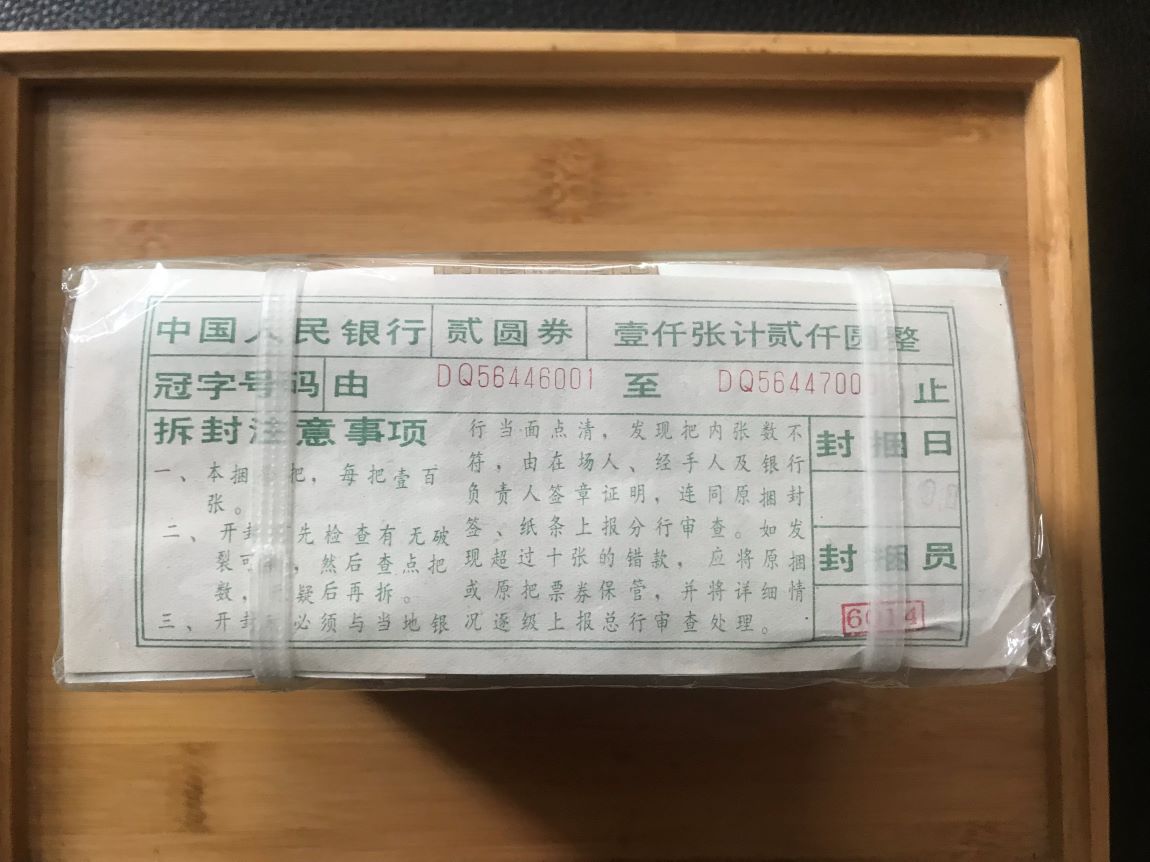 中国人民银行 贰圆券 壹仟张计贰仟圆整
冠字号码由 DQ56446001 至 DQ5644700 止
拆封注意事项
一、本捆 把，每把壹百
张。
二、开封 先检查有无破
裂可 ，然后查点把
数， 疑后再拆。
三、开封 必须与当地银
行当面点清，发现把内张数不
符，由在场人、经手人及银行
负责人签章证明，连同原捆封
签、纸条上报分行审查。如发
现超过十张的错款，应将原捆
或原把票券保管，并将详细情
况逐级上报总行审查处理。
封捆日
封捆员